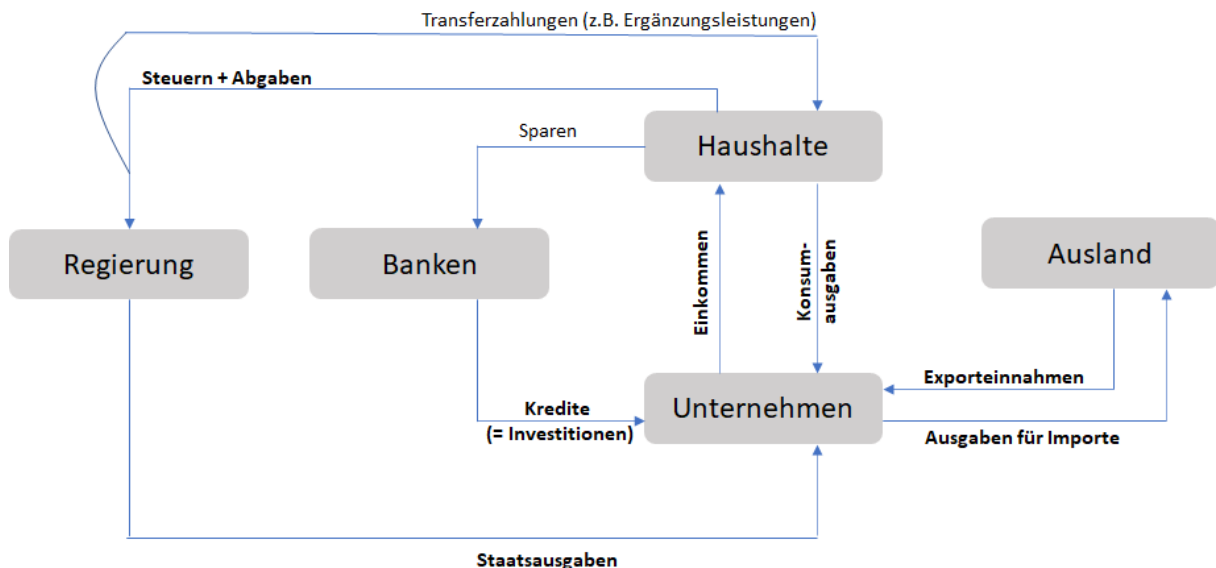 Transferzahlungen (z.B. Ergänzungsleistungen)
Steuern + Abgaben
Sparen
Haushalte
Regierung
Banken
Ausland
Einkommen
Konsum-
ausgaben
Exporteinnahmen
Unternehmen
Kredite
(= Investitionen)
Ausgaben für Importe
Staatsausgaben